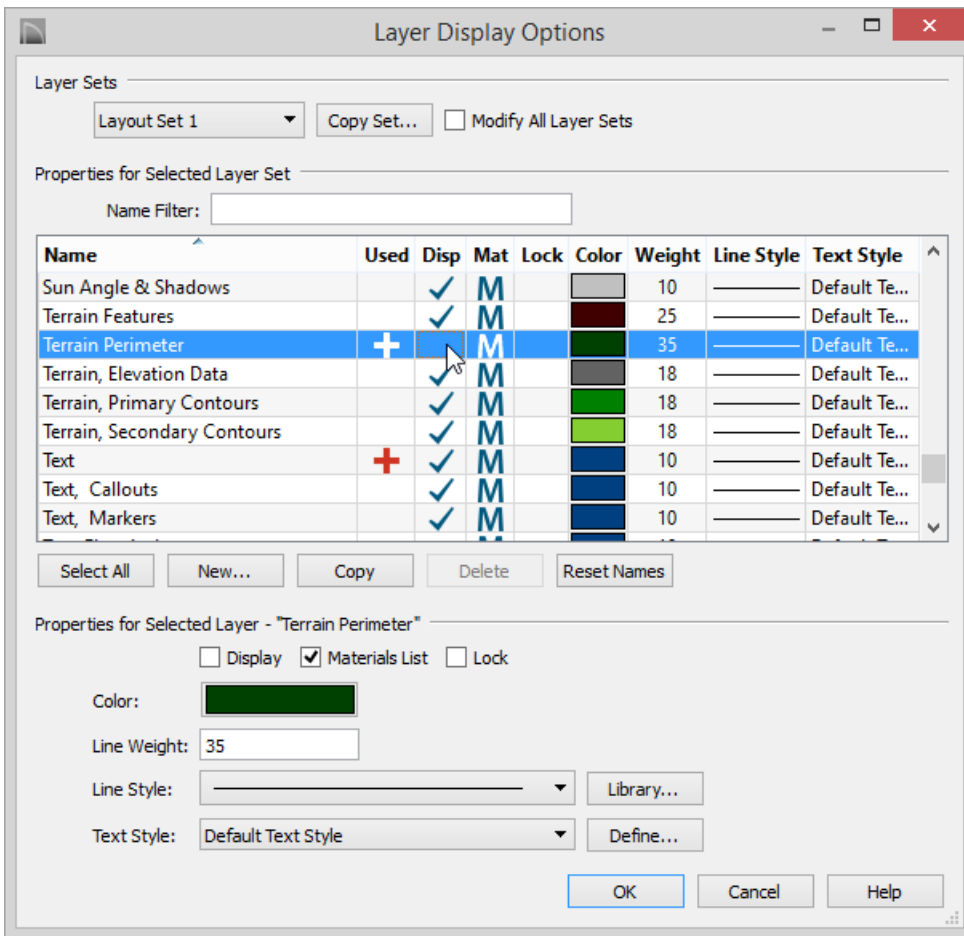 Layer Display Options
Layer Sets
Layout Set 1 Copy Set... Modify All Layer Sets
Properties for Selected Layer Set
Name Filter:
Name Used Disp Mat Lock Color Weight Line Style Text Style
Sun Angle & Shadows M 10 Default Te...
Terrain Features M 25 Default Te...
Terrain Perimeter M 35 Default Te...
Terrain, Elevation Data M 18 Default Te...
Terrain, Primary Contours M 18 Default Te...
Terrain, Secondary Contours M 18 Default Te...
Text M 10 Default Te...
Text, Callouts M 10 Default Te...
Text, Markers M 10 Default Te...
Select All New... Copy Delete Reset Names
Properties for Selected Layer - "Terrain Perimeter"
Display Materials List Lock
Color:
Line Weight: 35
Line Style: Library...
Text Style: Default Text Style Define...
OK Cancel Help